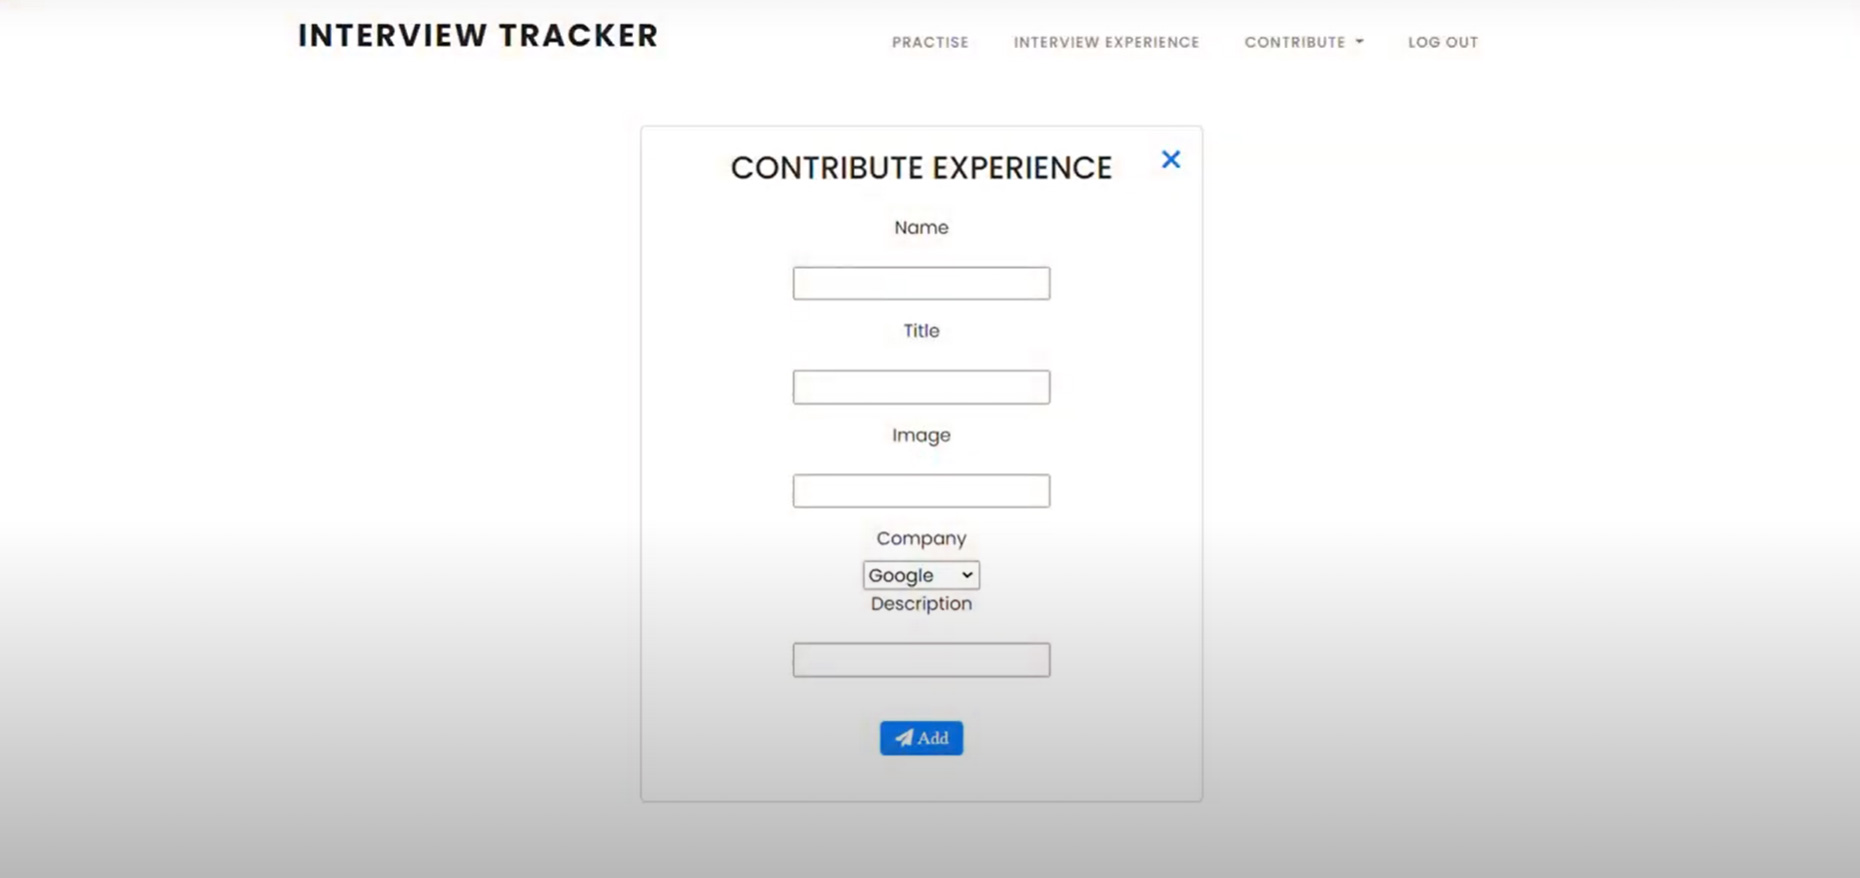 INTERVIEW TRACKER
PRACTISE INTERVIEW EXPERIENCE CONTRIBUTE LOG OUT
CONTRIBUTE EXPERIENCE
Name
Title
Image
Company
Google
Description
Add